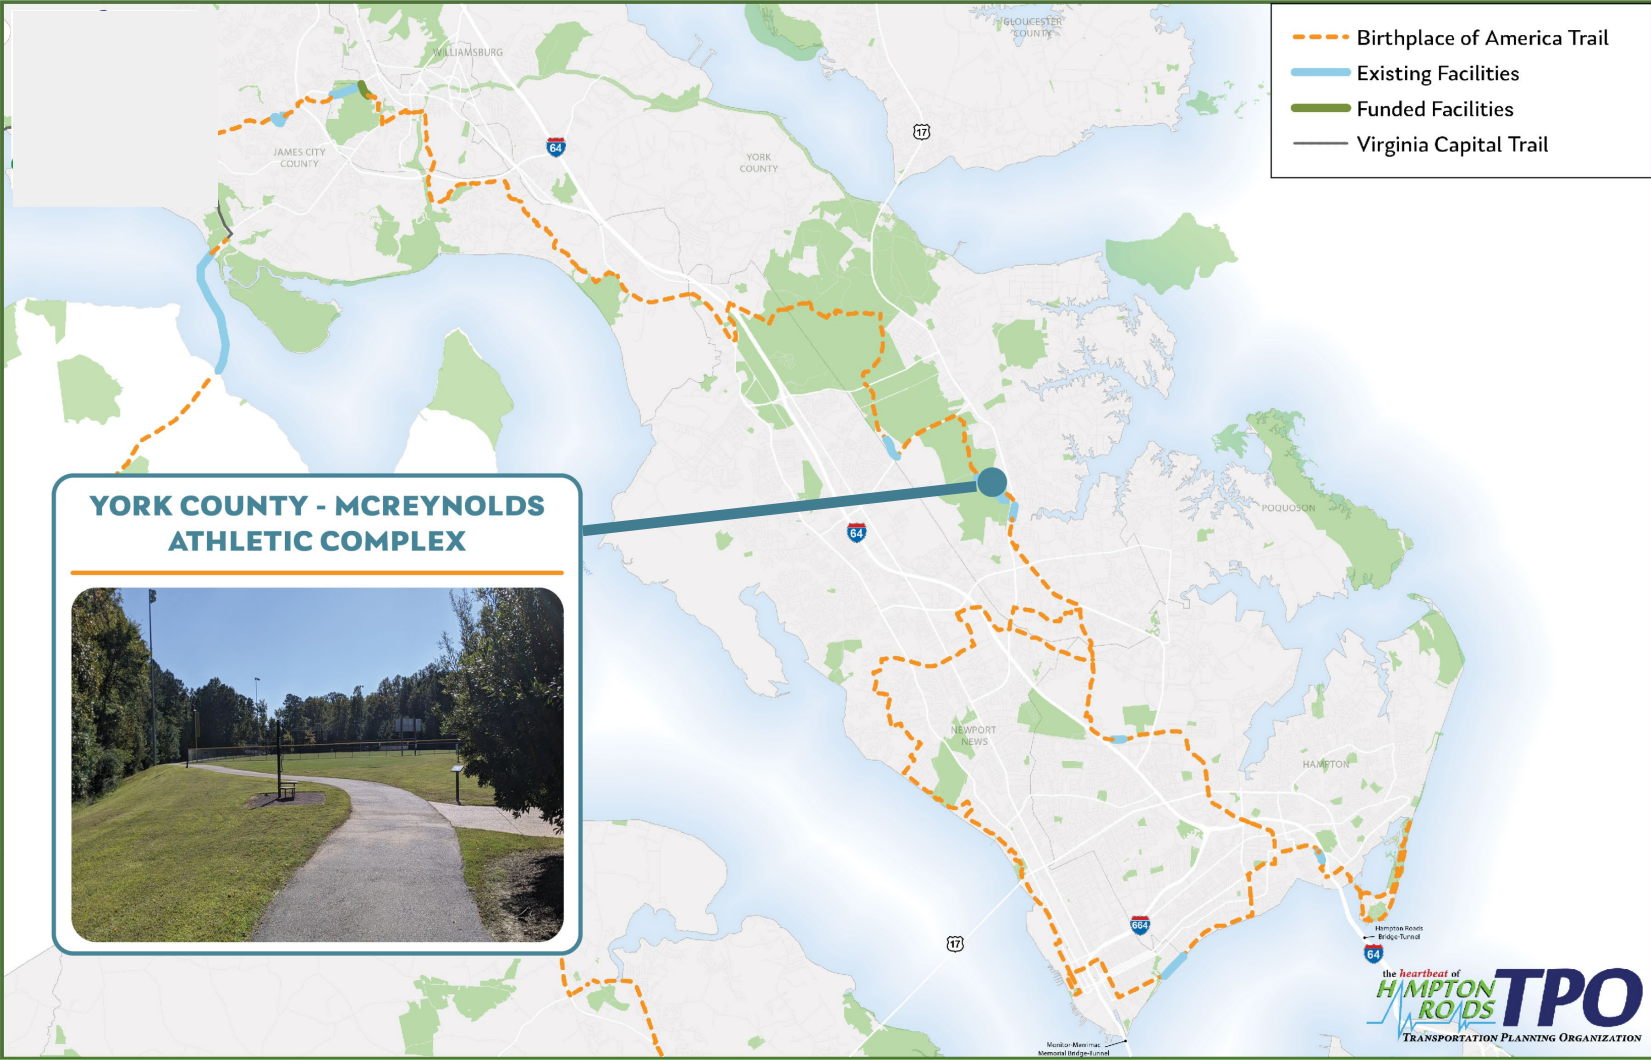 WILLIAMSBURG
GLOUCESTER
COUNTY
Birthplace of America Trail
Existing Facilities
Funded Facilities
Virginia Capital Trail
17
64
JAMES CITY
COUNTY
YORK
COUNTY
YORK COUNTY - MCREYNOLDS
ATHLETIC COMPLEX
POQUOSON
64
NEWPORT
NEWS
HAMPTON
664
17
Hampton Roads
Bridge-Tunnel
64
the heartbeat of
HAMPTON
ROADS
TPO
TRANSPORTATION PLANNING ORGANIZATION
Monitor-Merrimac
Memorial Bridge-Tunnel